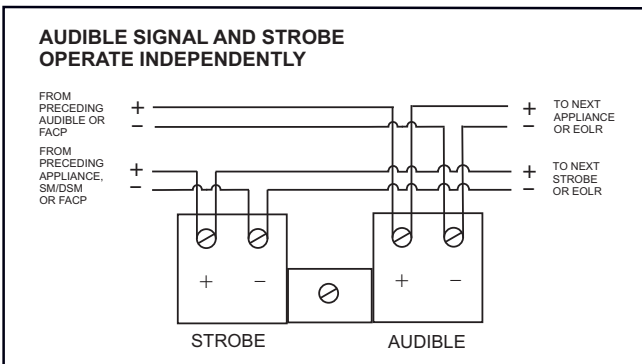 AUDIBLE SIGNAL AND STROBE
OPERATE INDEPENDENTLY
FROM
PRECEDING
AUDIBLE OR
FACP
+
−
TO NEXT
APPLIANCE
OR EOLR
+
−
FROM
PRECEDING
APPLIANCE,
SM/DSM
OR FACP
+
−
TO NEXT
STROBE
OR EOLR
+
−
+ −
+ −
STROBE
AUDIBLE